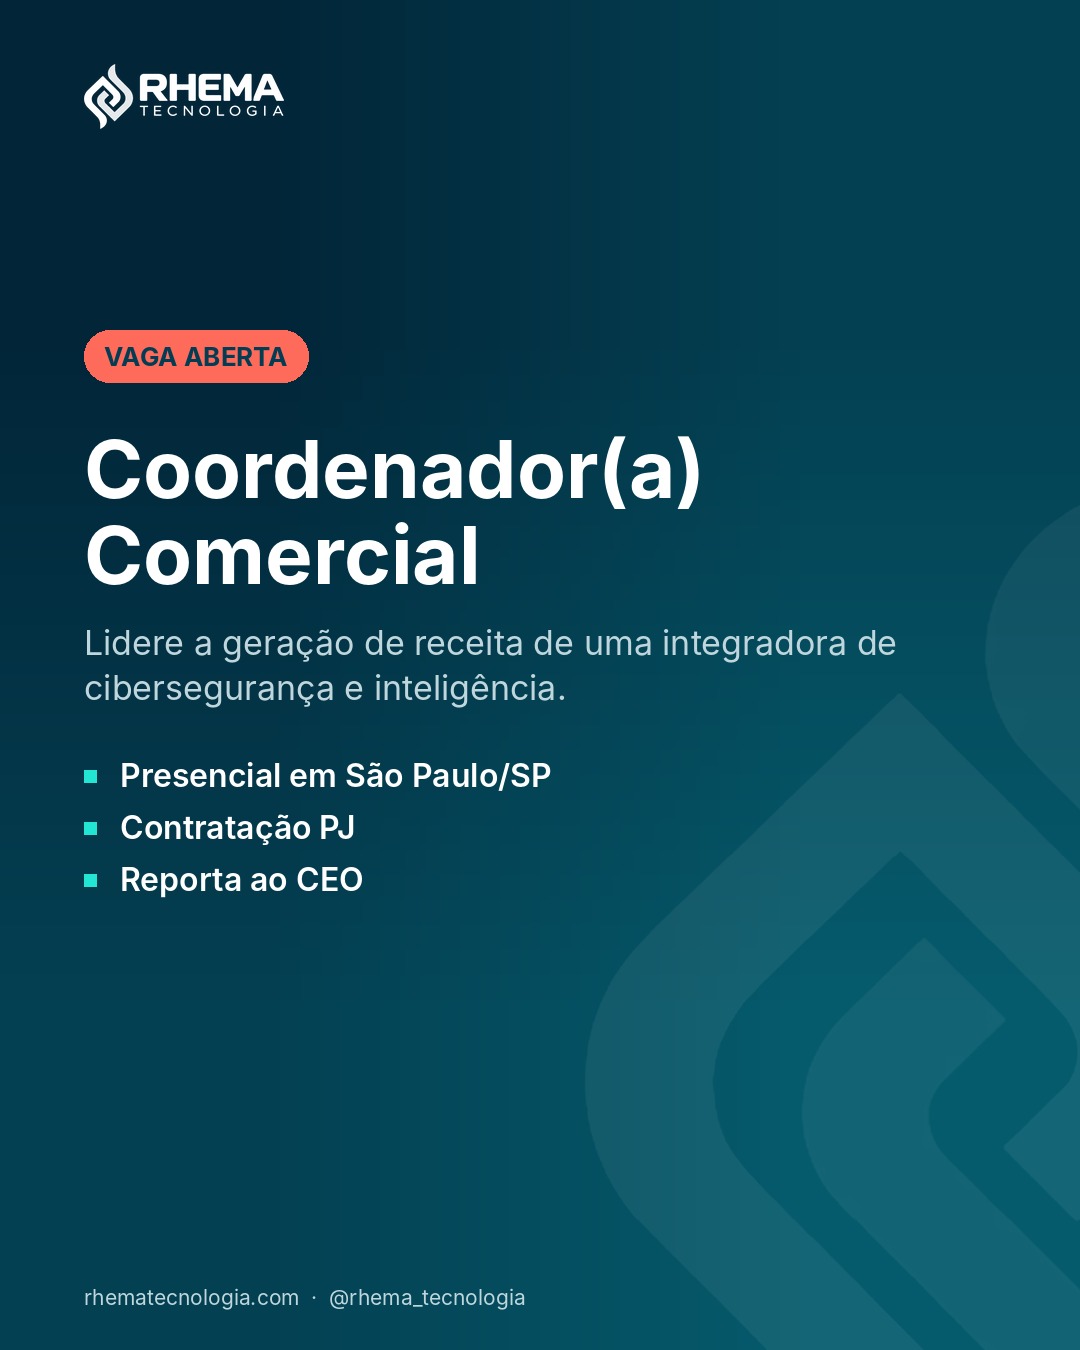 RHEMA
TECNOLOGIA
VAGA ABERTA
Coordenador(a)
Comercial
Lidere a geração de receita de uma integradora de
cibersegurança e inteligência.
Presencial em São Paulo/SP
Contratação PJ
Reporta ao CEO
rhematecnologia.com · @rhema_tecnologia